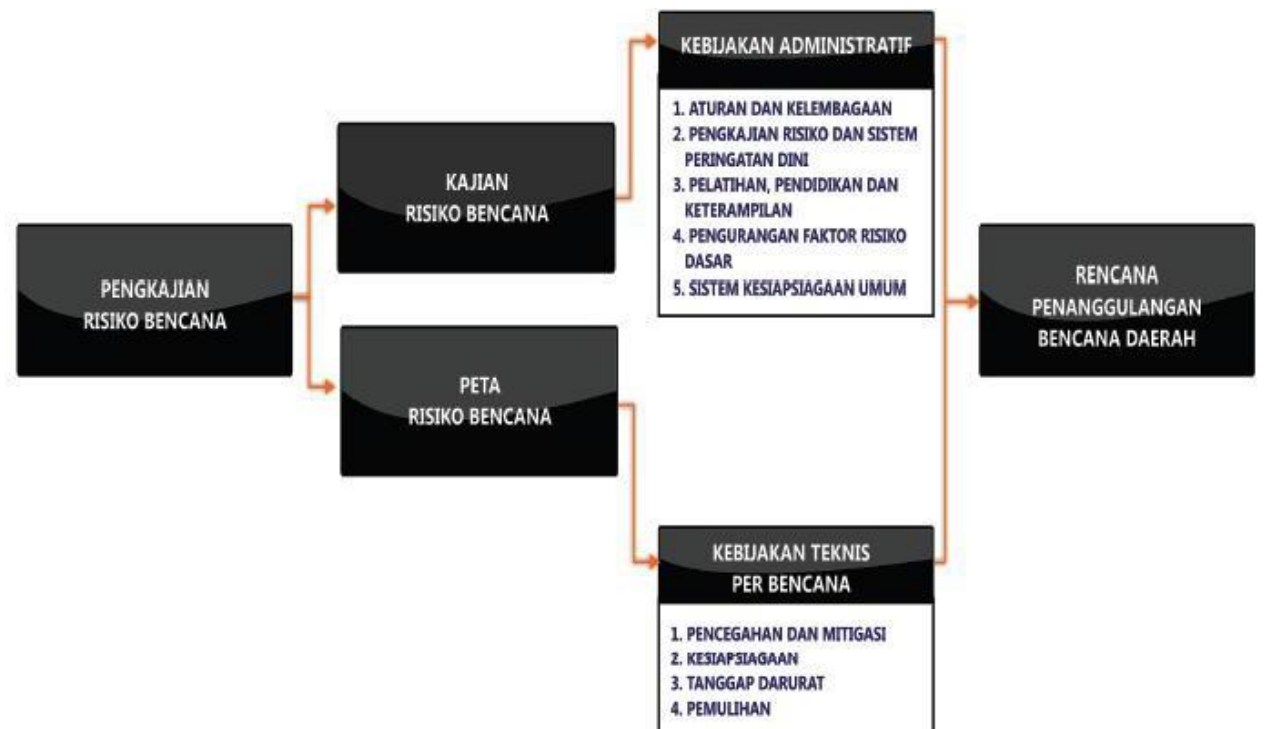 PENGKAJIAN
RISIKO BENCANA
KAJIAN
RISIKO BENCANA
PETA
RISIKO BENCANA
KEBIJAKAN ADMINISTRATIF
1. ATURAN DAN KELEMBAGAAN
2. PENGKAJIAN RISIKO DAN SISTEM
PERINGATAN DINI
3. PELATIHAN, PENDIDIKAN DAN
KETERAMPILAN
4. PENGURANGAN FAKTOR RISIKO
DASAR
5. SISTEM KESIAPSIAGAAN UMUM
KEBIJAKAN TEKNIS
PER BENCANA
1. PENCEGAHAN DAN MITIGASI
2. KESIAPSIAGAAN
3. TANGGAP DARURAT
4. PEMULIHAN
RENCANA
PENANGGULANGAN
BENCANA DAERAH